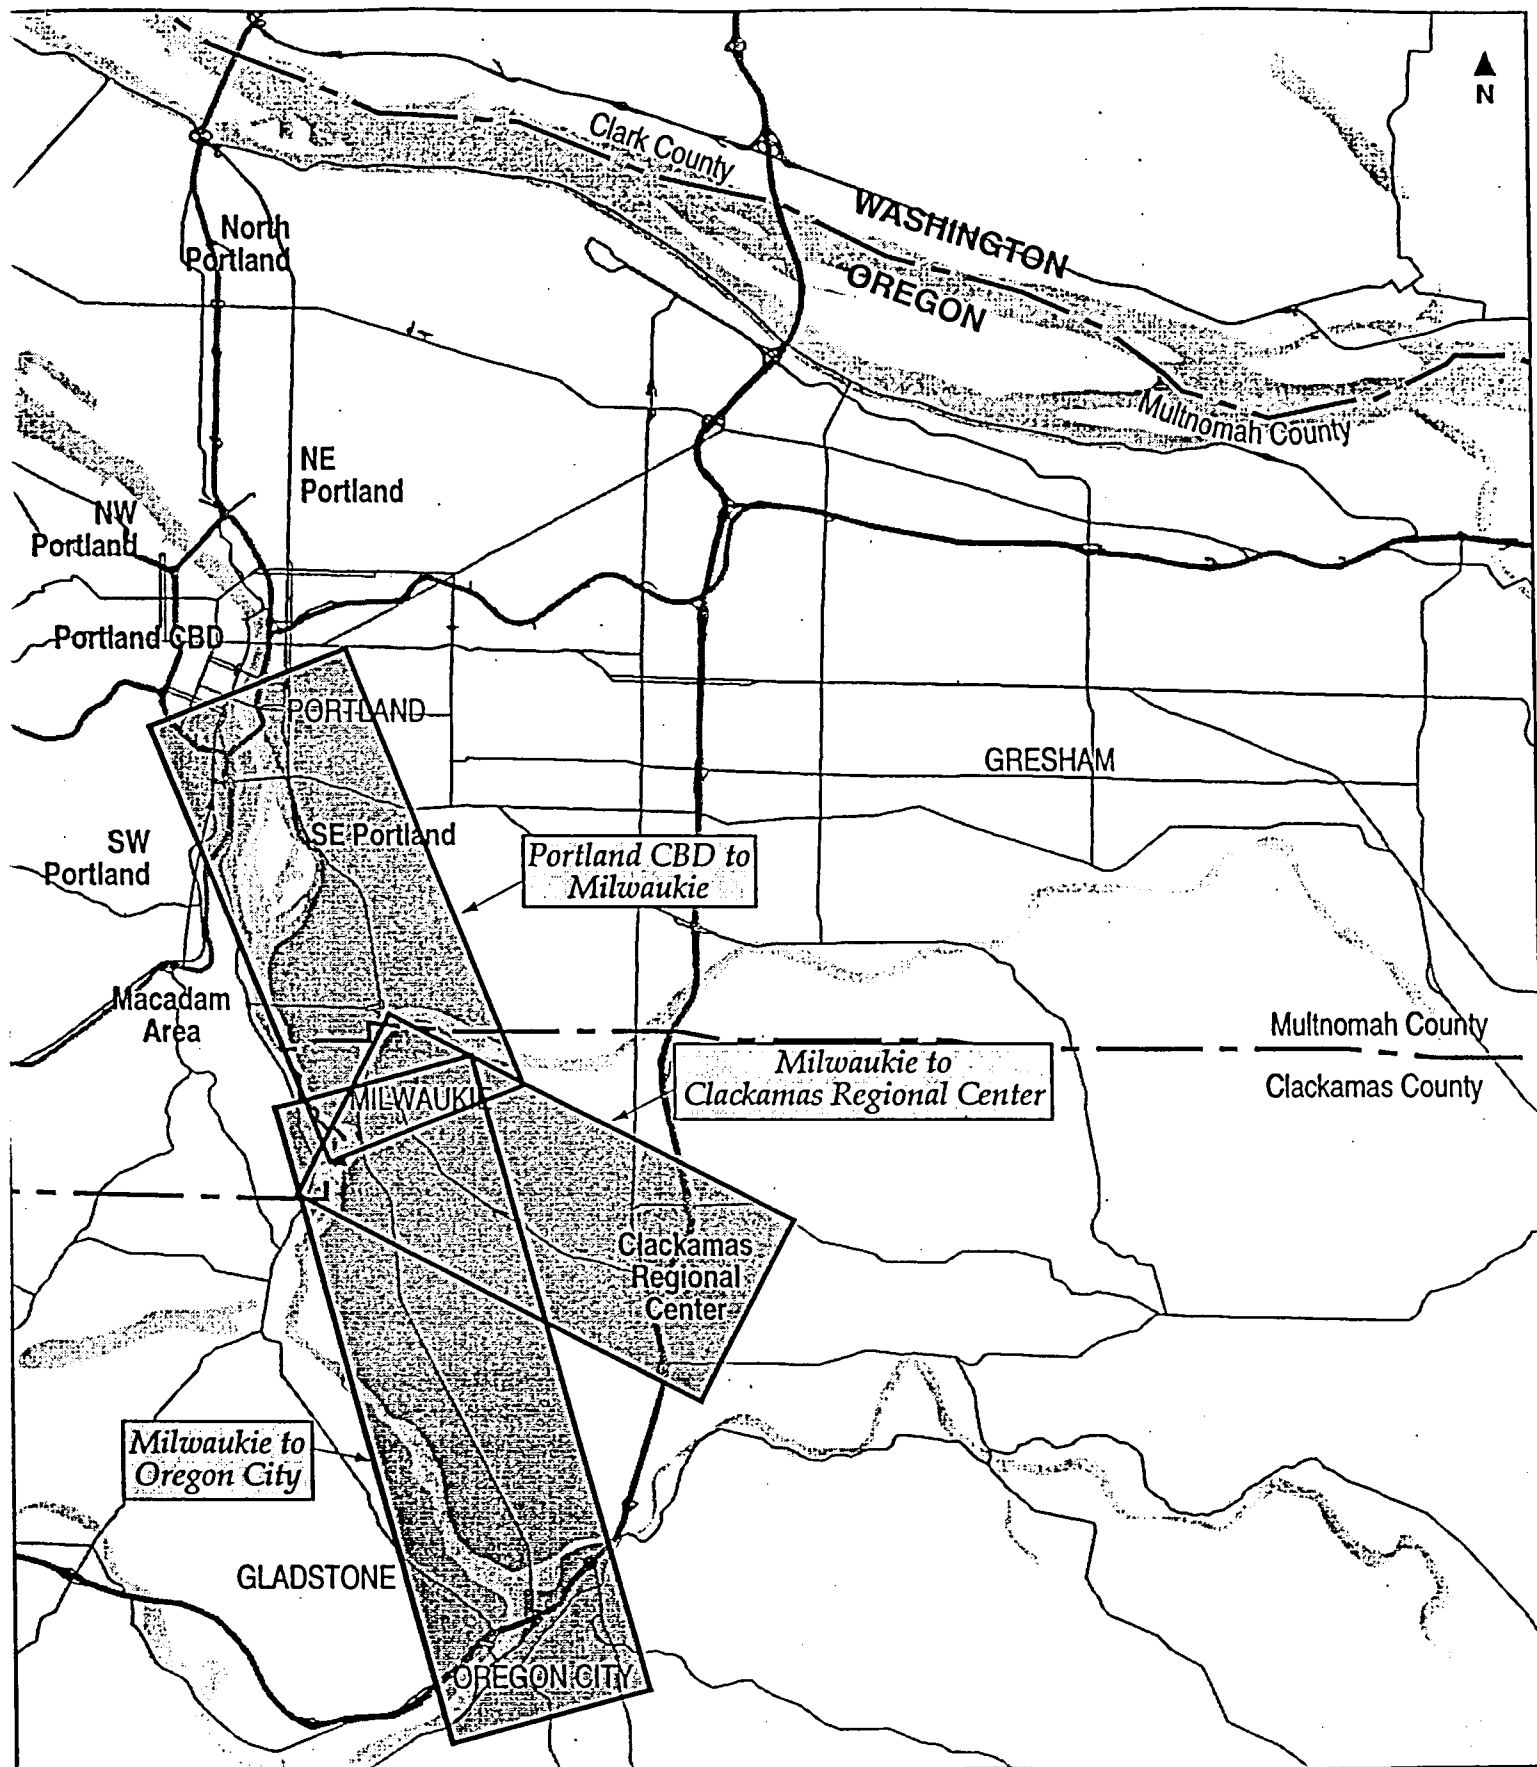 N
Clark County
WASHINGTON
OREGON
North
Portland
Multnomah County
NE
Portland
NW
Portland
Portland CBD
PORTLAND
GRESHAM
SE Portland
SW
Portland
Portland CBD to
Milwaukie
Macadam
Area
Multnomah County
Clackamas County
Milwaukie to
Clackamas Regional Center
MILWAUKIE
Clackamas
Regional
Center
Milwaukie to
Oregon City
GLADSTONE
OREGON CITY